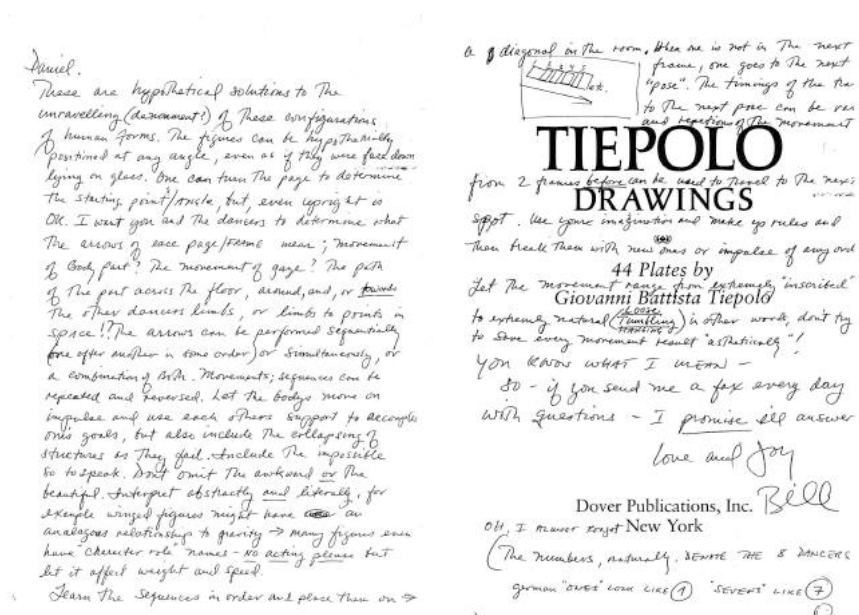 Daniel.
These are hypothetical solutions to the
unravelling (denoument?) of these configurations
of human forms. The figures can be hypothetically
positioned at any angle, even as if they were face down
lying on glass. One can turn the page to determine
the starting point/angle, but, even upright is
OK. I want you and the dancers to determine what
the arrows of each page/frame mean; movement
of Body part? The movement of gage? The path
of the part across the floor, around, and, or towards
the other dancers limbs, or limbs to points in
space!? The arrows can be performed sequentially
(one after another in some order) or simultaneously, or
a combination of Both. Movements; sequences can be
repeated and reversed. Let the bodys move on
impulse and use each others support to accomplish
ones goals, but also include the collapsing of
structures as they fail. Include the impossible
so to speak. Dont omit the awkward or the
beautiful. Interpret abstractly and literally, for
example winged figures might have an
analagous relationship to gravity → many figures even
have "character role" names - no acting please but
let it affect weight and speed.
Learn the sequences in order and place them on →
a diagonal in the room. When one is not in the next
frame, one goes to the next
1 2 3 4 5
etc.
"pose". The timings of the
to the next pose can be
and repetions of the movement
TIEPOLO
from 2 frames before can be used to travel to the next
DRAWINGS
spot. Use your imagination and make up rules and
then break them with new ones or impulse of any
44 Plates by
Let the movement range from extremely "inscribed"
Giovanni Battista Tiepolo
to extremely natural (loose Tumbling) in other words, don't try
to save every movement result "asthetically"!
YOU KNOW WHAT I MEAN -
So - if you send me a fax every day
with questions - I promise ill answer
love and Joy
Bill
Dover Publications, Inc.
OH, I ALMOST forgot
New York
(The numbers, naturally. DENOTE THE 8 DANCERS
german "ONES" LOOK LIKE 1 "SEVENS" LIKE 7